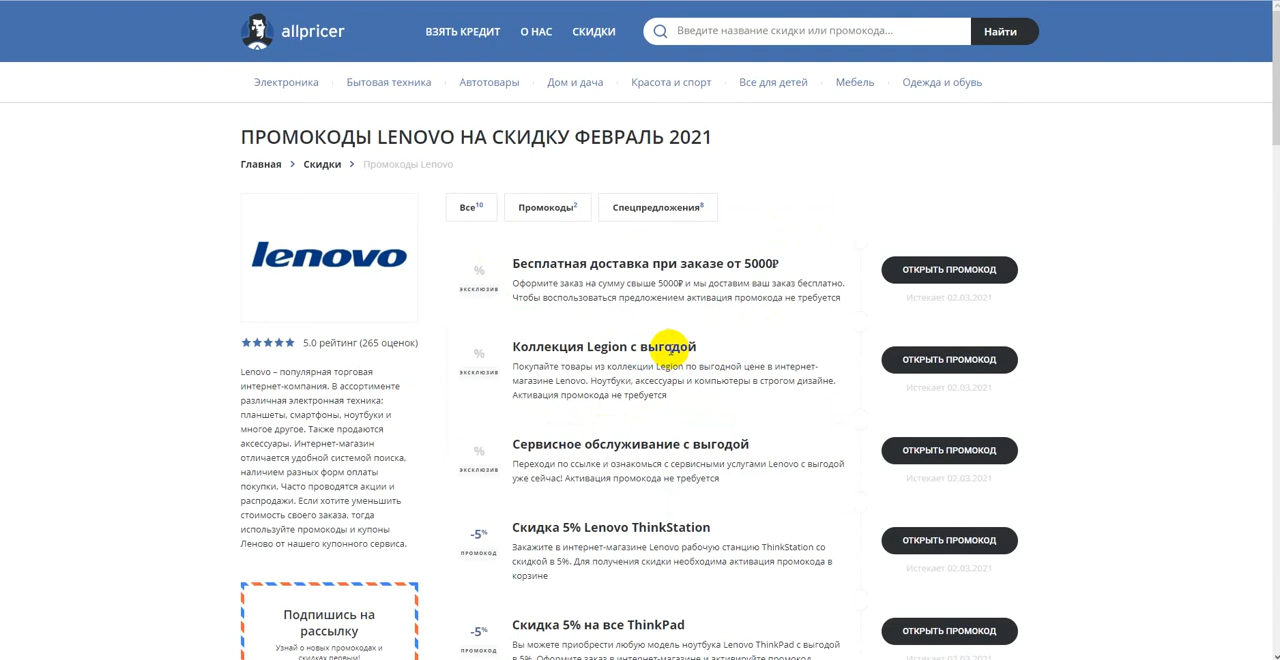 allpricer
ВЗЯТЬ КРЕДИТ О НАС СКИДКИ
Введите название скидки или промокода...
Найти
Электроника Бытовая техника Автотовары Дом и дача Красота и спорт Все для детей Мебель Одежда и обувь
ПРОМОКОДЫ LENOVO НА СКИДКУ ФЕВРАЛЬ 2021
Главная > Скидки > Промокоды Lenovo
lenovo
5.0 рейтинг (265 оценок)
Lenovo – популярная торговая
интернет-компания. В ассортименте
различная электронная техника:
планшеты, смартфоны, ноутбуки и
многое другое. Также продаются
аксессуары. Интернет-магазин
отличается удобной системой поиска,
наличием разных форм оплаты
покупки. Часто проводятся акции и
распродажи. Если хотите уменьшить
стоимость своего заказа, тогда
используйте промокоды и купоны
Леново от нашего купонного сервиса.
Подпишись на
рассылку
Узнай о новых промокодах и
скидках первым!
Все10 Промокоды2 Спецпредложения8
%
ЭКСКЛЮЗИВ
Бесплатная доставка при заказе от 5000₽
Оформите заказ на сумму свыше 5000₽ и мы доставим ваш заказ бесплатно.
Чтобы воспользоваться предложением активация промокода не требуется
ОТКРЫТЬ ПРОМОКОД
Истекает 02.03.2021
%
ЭКСКЛЮЗИВ
Коллекция Legion с выгодой
Покупайте товары из коллекции Legion по выгодной цене в интернет-
магазине Lenovo. Ноутбуки, аксессуары и компьютеры в строгом дизайне.
Активация промокода не требуется
ОТКРЫТЬ ПРОМОКОД
Истекает 02.03.2021
%
ЭКСКЛЮЗИВ
Сервисное обслуживание с выгодой
Переходи по ссылке и ознакомься с сервисными услугами Lenovo с выгодой
уже сейчас! Активация промокода не требуется
ОТКРЫТЬ ПРОМОКОД
Истекает 02.03.2021
-5%
ПРОМОКОД
Скидка 5% Lenovo ThinkStation
Закажите в интернет-магазине Lenovo рабочую станцию ThinkStation со
скидкой в 5%. Для получения скидки необходима активация промокода в
корзине
ОТКРЫТЬ ПРОМОКОД
Истекает 02.03.2021
-5%
ПРОМОКОД
Скидка 5% на все ThinkPad
Вы можете приобрести любую модель ноутбука Lenovo ThinkPad с выгодой
в 5%. Оформите заказ в интернет-магазине и активируйте промокод
ОТКРЫТЬ ПРОМОКОД
Истекает 02.03.2021